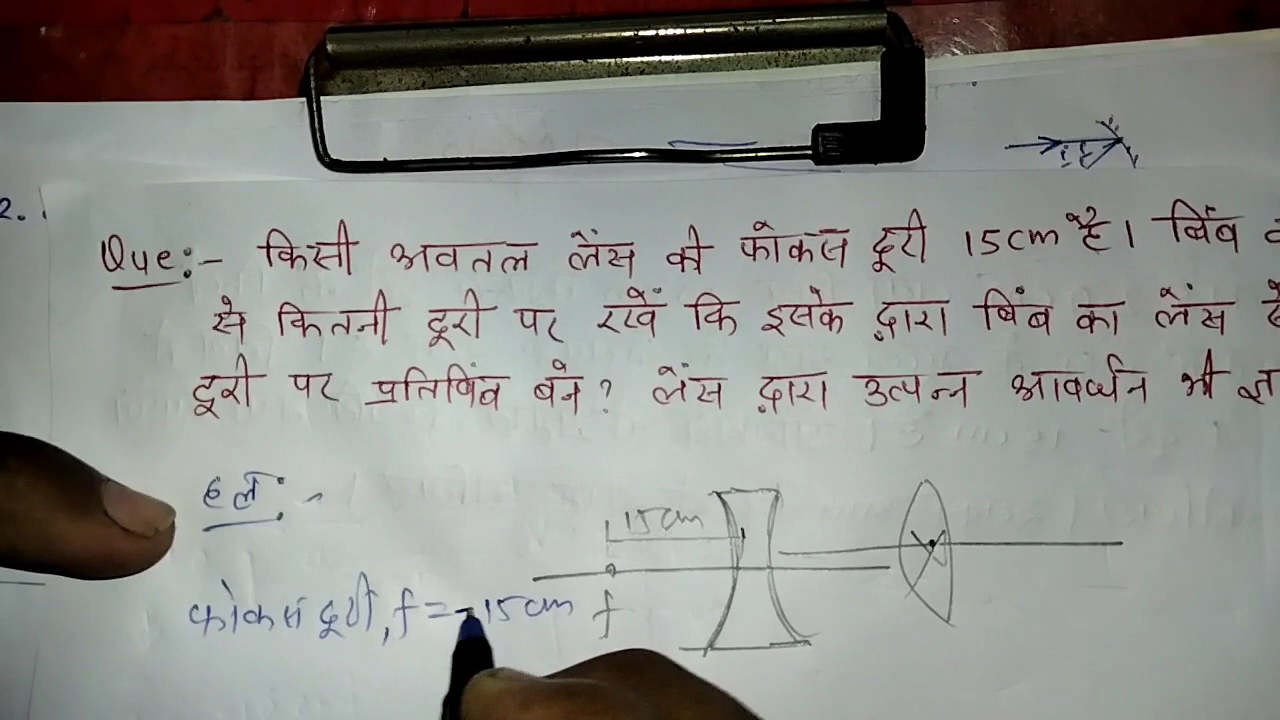 2.
Que:- किसी अवतल लेंस की फोकस दूरी 15cm है। बिंब
से कितनी दूरी पर रखें कि इसके द्वारा बिंब का लेंस
दूरी पर प्रतिबिंब बने? लेंस द्वारा उत्पन्न आवर्धन भी
हल:-
15cm
फोकस दूरी, f = -15cm f